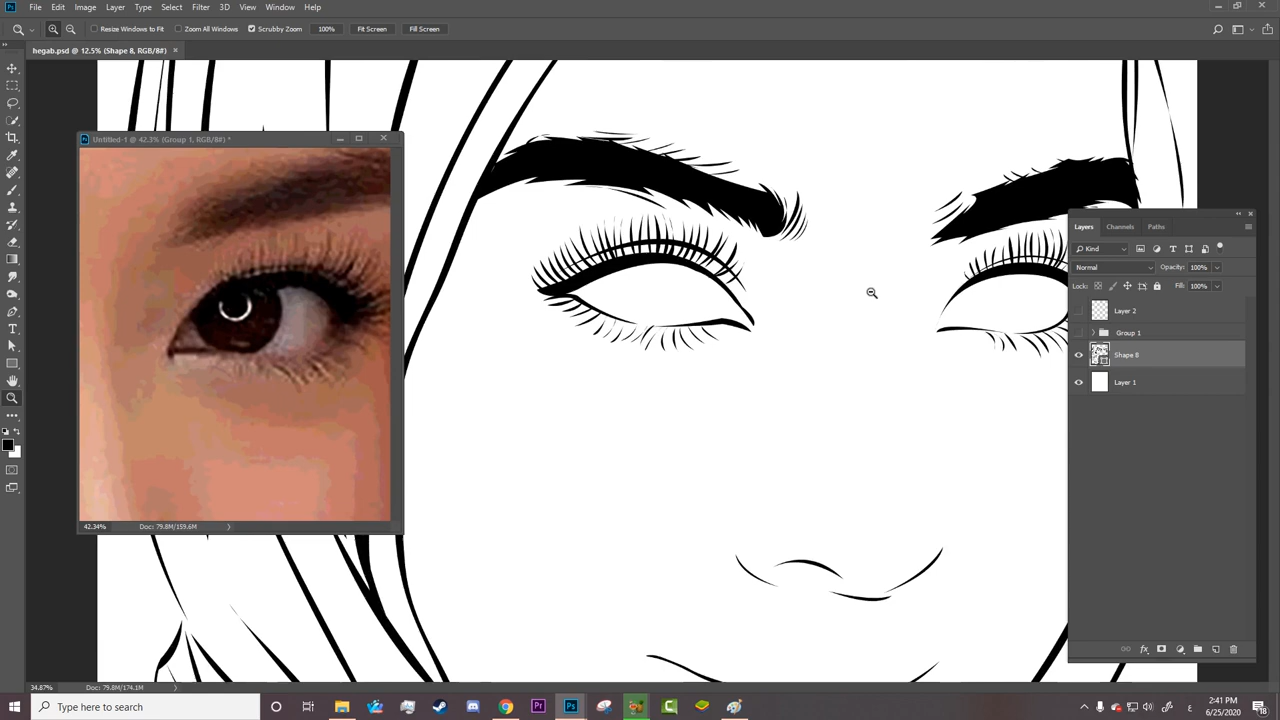 File Edit Image Layer Type Select Filter 3D View Window Help
Resize Windows to Fit Zoom All Windows Scrubby Zoom 100% Fit Screen Fill Screen
hegab.psd @ 12.5% (Shape 8, RGB/8#) ×
Untitled-1 @ 42.3% (Group 1, RGB/8#) *
42.34% Doc: 79.8M/159.6M
Layers Channels Paths
Kind
Normal Opacity: 100%
Lock: Fill: 100%
Layer 2
Group 1
Shape 8
Layer 1
fx
34.87% Doc: 79.8M/174.1M
Type here to search
2:41 PM
6/25/2020
18